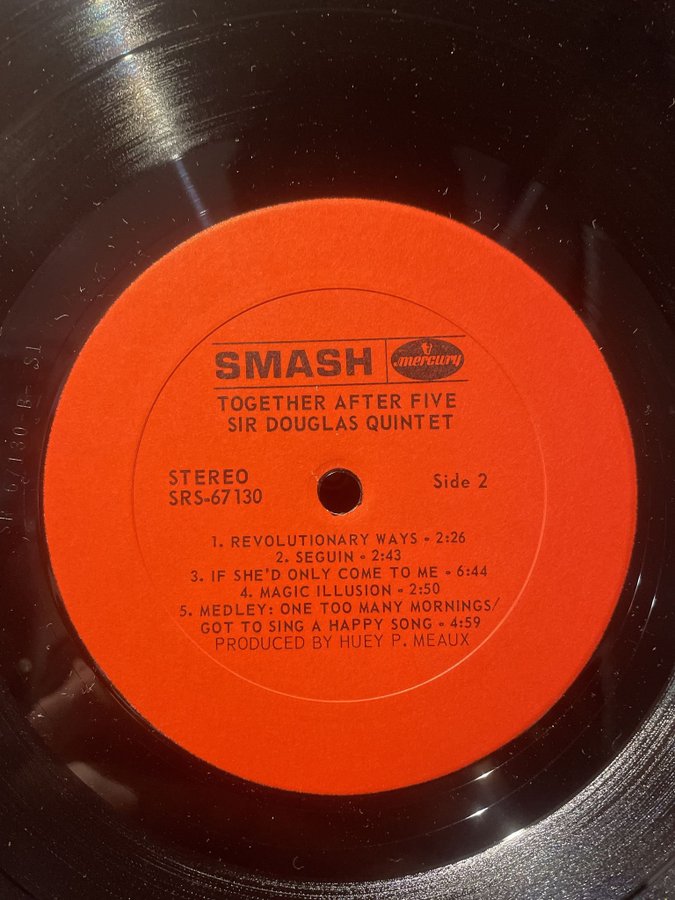 SMASH mercury
TOGETHER AFTER FIVE
SIR DOUGLAS QUINTET
STEREO
SRS-67130
Side 2
1. REVOLUTIONARY WAYS • 2:26
2. SEGUIN • 2:43
3. IF SHE'D ONLY COME TO ME • 6:44
4. MAGIC ILLUSION • 2:50
5. MEDLEY: ONE TOO MANY MORNINGS/
GOT TO SING A HAPPY SONG • 4:59
PRODUCED BY HUEY P. MEAUX